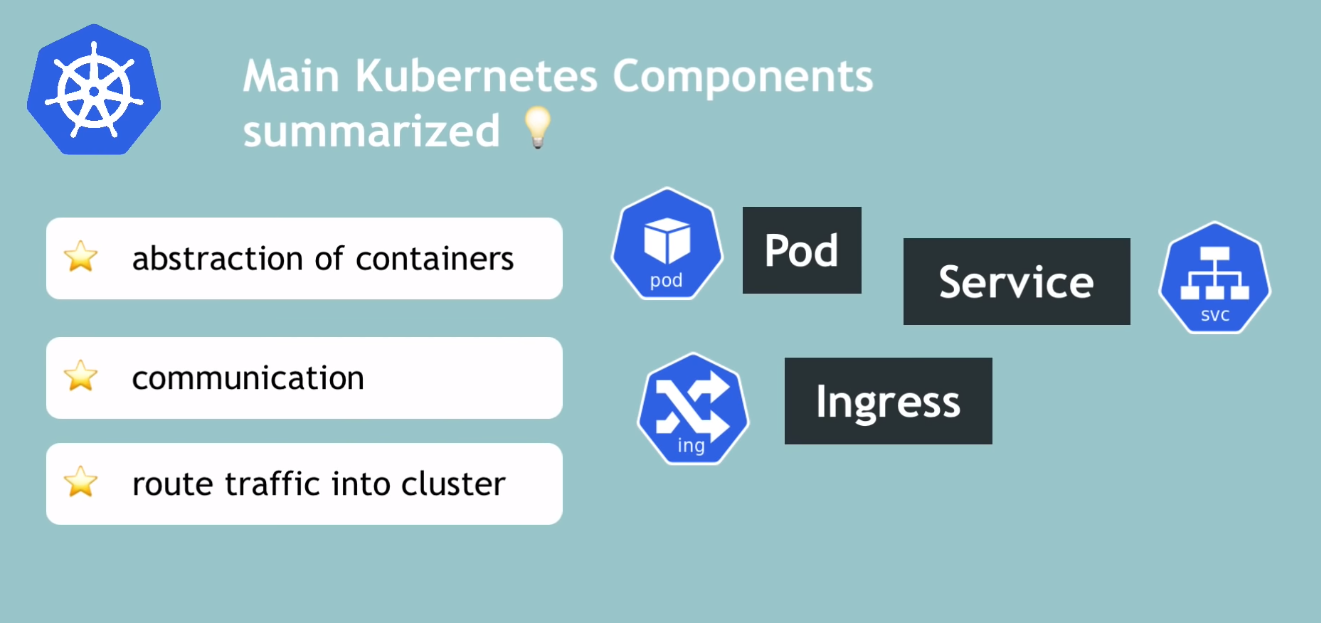 Main Kubernetes Components
summarized
abstraction of containers
communication
route traffic into cluster
pod
Pod
Service
svc
ing
Ingress